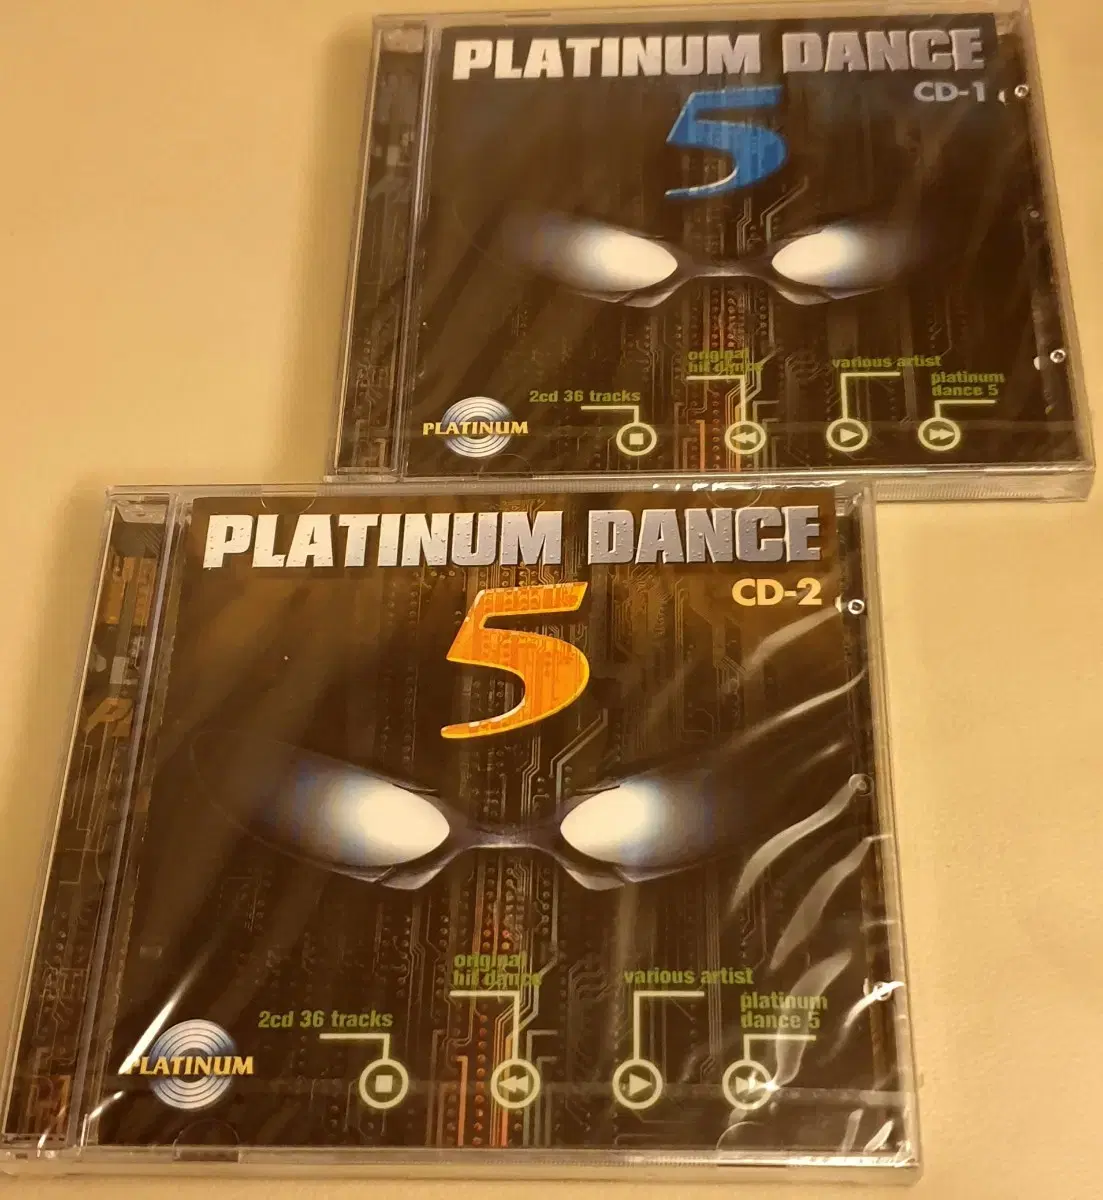 PLATINUM DANCE
CD-1
5
original
hit dance
various artist
platinum
dance 5
2cd 36 tracks
PLATINUM
PLATINUM DANCE
CD-2
5
original
hit dance
various artist
platinum
dance 5
2cd 36 tracks
PLATINUM